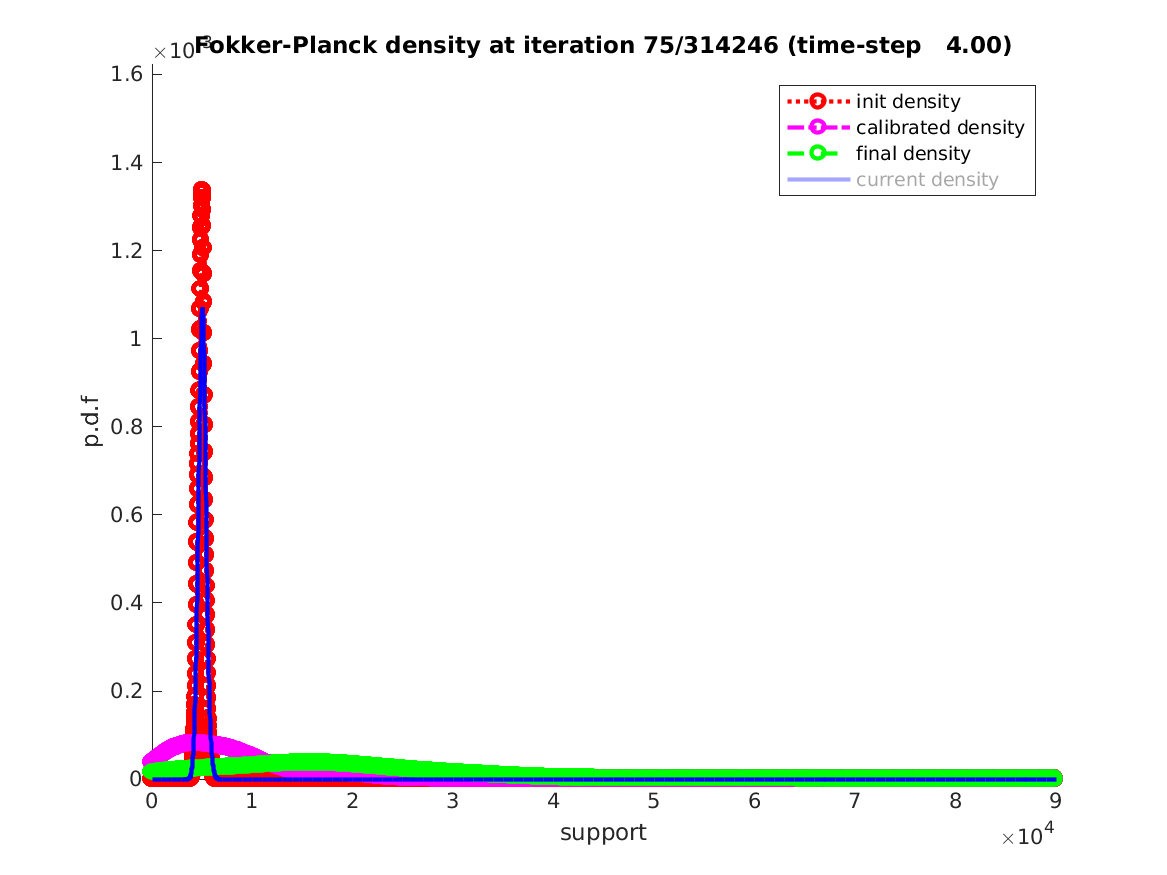 ×10⁻³
Fokker-Planck density at iteration 75/314246 (time-step   4.00)
1.6
1.4
1.2
1
0.8
0.6
0.4
0.2
0
p.d.f
init density
calibrated density
final density
current density
0 1 2 3 4 5 6 7 8 9
support
×10⁴